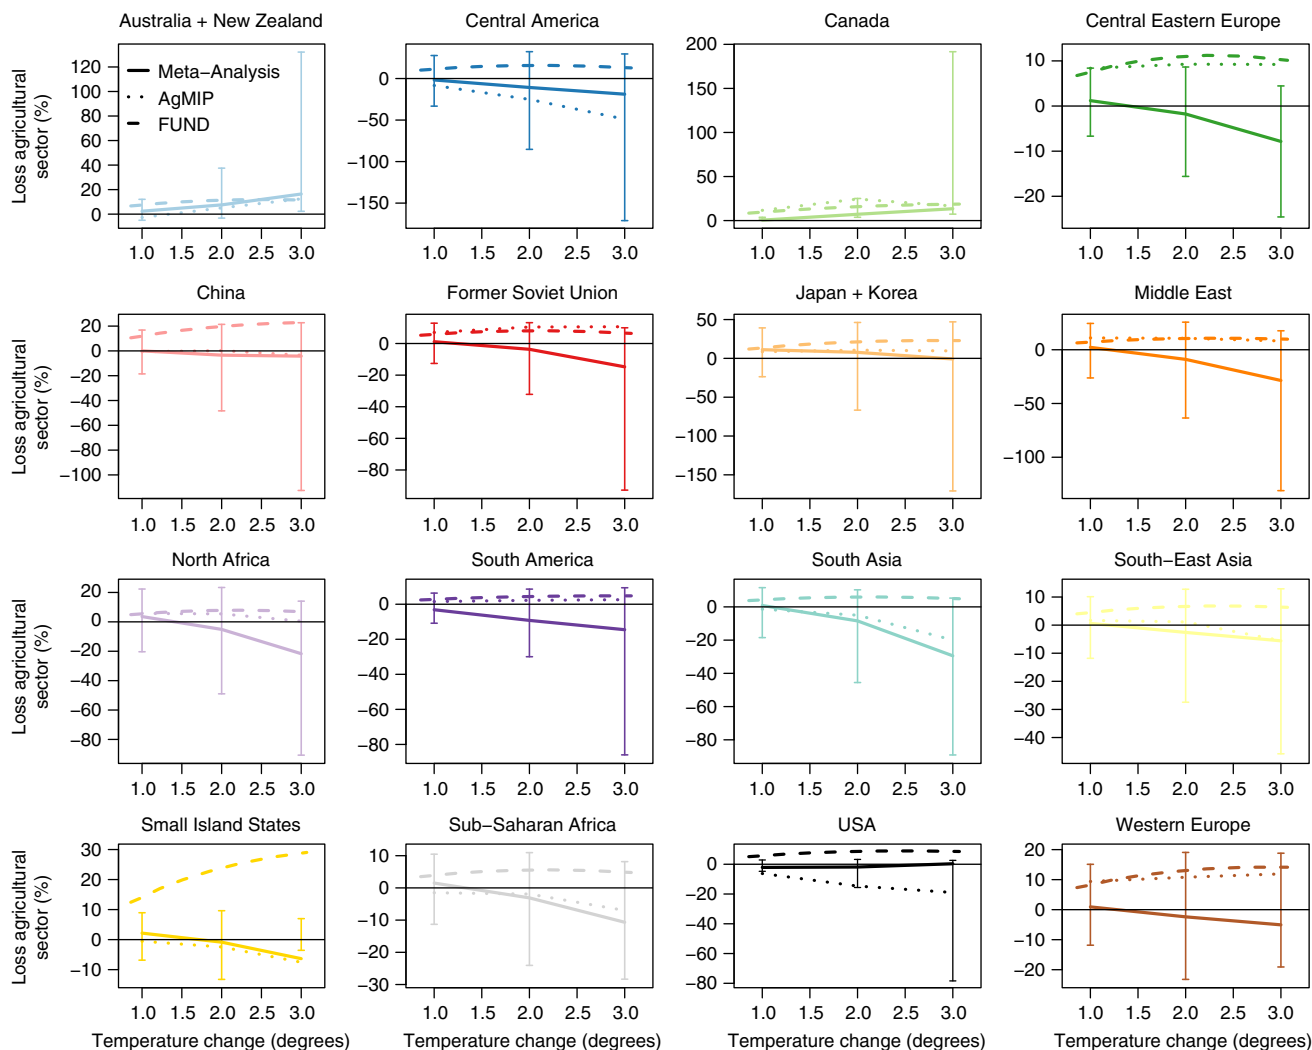 Australia + New Zealand
Central America
Canada
Central Eastern Europe
Loss agricultural
sector (%)
120
100
80
60
40
20
0
Meta−Analysis
AgMIP
FUND
1.0 1.5 2.0 2.5 3.0
0
−50
−100
−150
1.0 1.5 2.0 2.5 3.0
200
150
100
50
0
1.0 1.5 2.0 2.5 3.0
10
0
−10
−20
1.0 1.5 2.0 2.5 3.0
China
Former Soviet Union
Japan + Korea
Middle East
Loss agricultural
sector (%)
20
0
−20
−40
−60
−80
−100
1.0 1.5 2.0 2.5 3.0
0
−20
−40
−60
−80
1.0 1.5 2.0 2.5 3.0
50
0
−50
−100
−150
1.0 1.5 2.0 2.5 3.0
0
−50
−100
1.0 1.5 2.0 2.5 3.0
North Africa
South America
South Asia
South−East Asia
Loss agricultural
sector (%)
20
0
−20
−40
−60
−80
1.0 1.5 2.0 2.5 3.0
0
−20
−40
−60
−80
1.0 1.5 2.0 2.5 3.0
0
−20
−40
−60
−80
1.0 1.5 2.0 2.5 3.0
10
0
−10
−20
−30
−40
1.0 1.5 2.0 2.5 3.0
Small Island States
Sub−Saharan Africa
USA
Western Europe
Loss agricultural
sector (%)
30
20
10
0
−10
1.0 1.5 2.0 2.5 3.0
Temperature change (degrees)
10
0
−10
−20
−30
1.0 1.5 2.0 2.5 3.0
Temperature change (degrees)
0
−20
−40
−60
−80
1.0 1.5 2.0 2.5 3.0
Temperature change (degrees)
20
10
0
−10
−20
1.0 1.5 2.0 2.5 3.0
Temperature change (degrees)